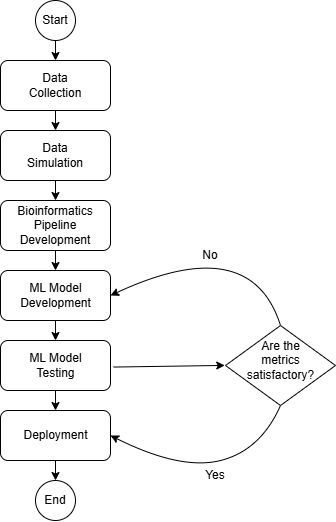 Start
Data
Collection
Data
Simulation
Bioinformatics
Pipeline
Development
No
ML Model
Development
Are the
metrics
satisfactory?
ML Model
Testing
Deployment
Yes
End